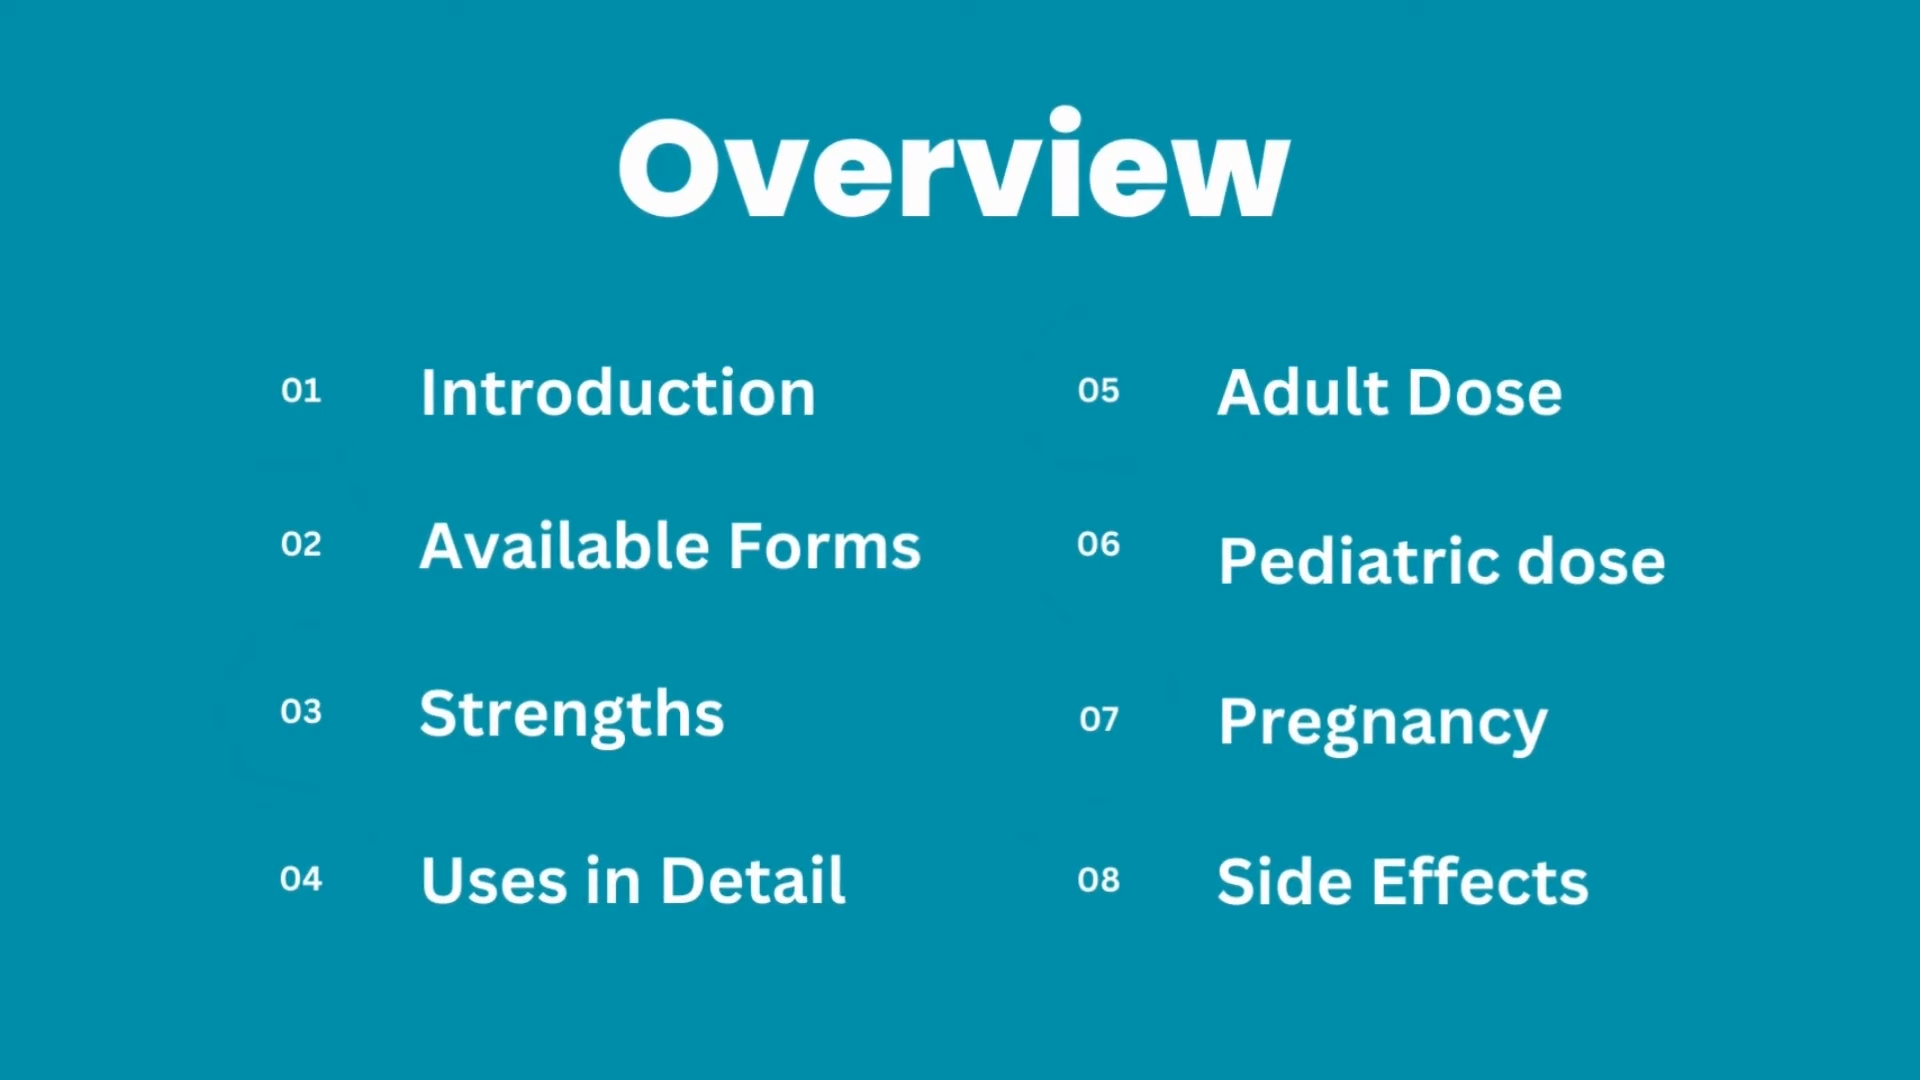 Overview
01 Introduction
02 Available Forms
03 Strengths
04 Uses in Detail
05 Adult Dose
06 Pediatric dose
07 Pregnancy
08 Side Effects